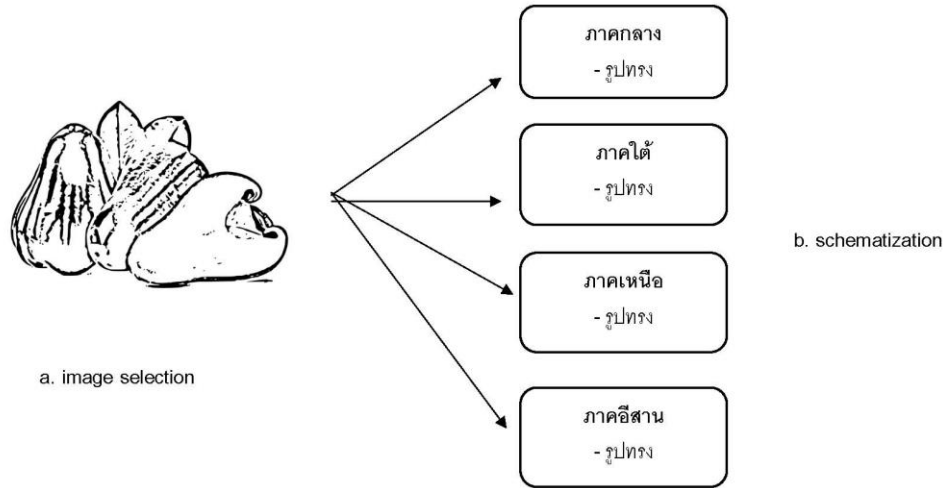 ภาคกลาง
- รูปทรง
ภาคใต้
- รูปทรง
b. schematization
ภาคเหนือ
- รูปทรง
a. image selection
ภาคอีสาน
- รูปทรง